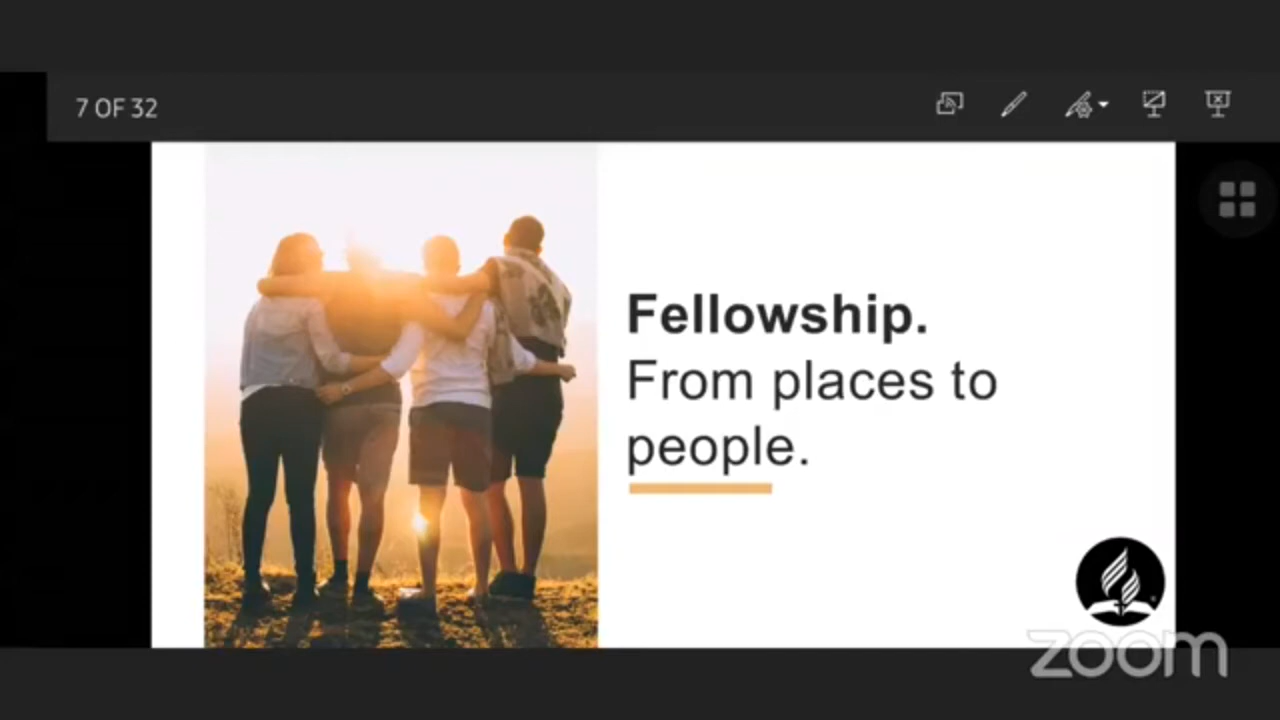 7 OF 32
Fellowship.
From places to
people.
zoom